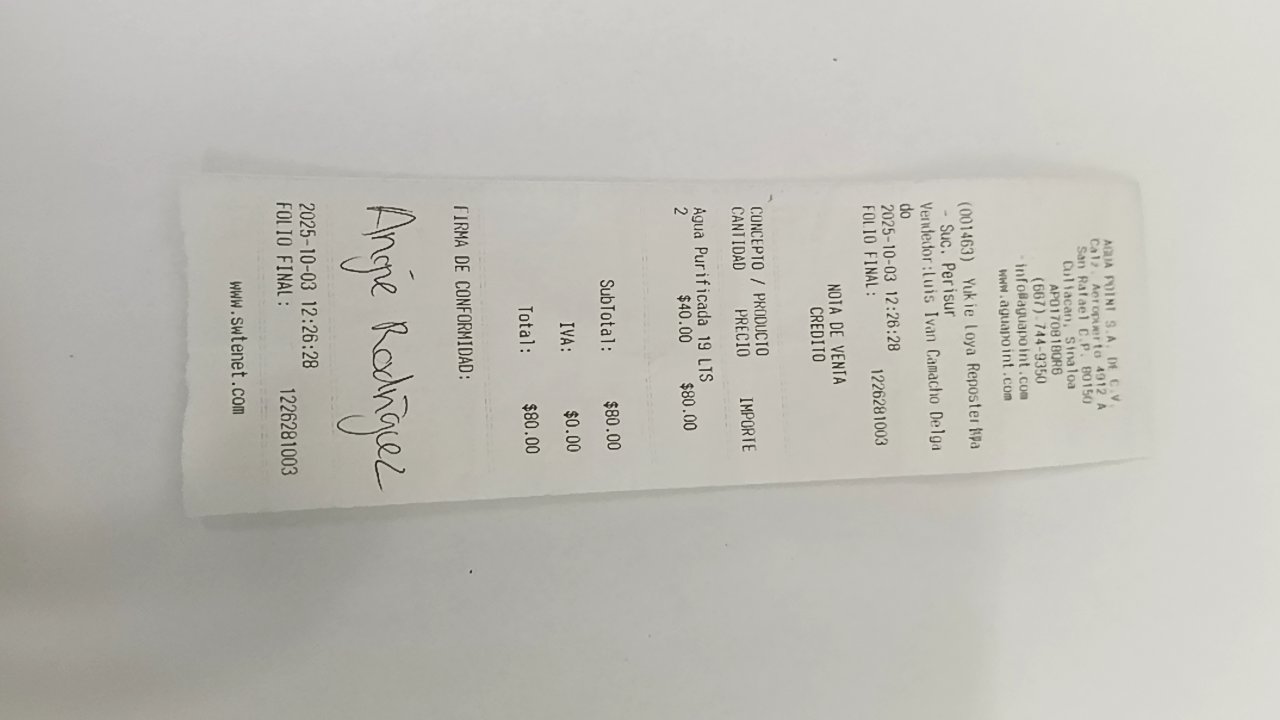 AGUA POINT S.A. DE C.V.
Calz. Aeropuerto 4912 A
San Rafael C.P. 80150
Culiacan, Sinaloa
APO170818QR6
(667).744-9350
info@aguapoint.com
www.aguapoint.com
(001463) Yukie Loya Reposteri
- Suc. Perisur
Vendedor:Luis Ivan Camacho Delga
do
2025-10-03 12:26:28
FOLIO FINAL: 1226281003
NOTA DE VENTA
CREDITO
CONCEPTO / PRODUCTO
CANTIDAD PRECIO IMPORTE
Agua Purificada 19 LTS
2 $40.00 $80.00
SubTotal: $80.00
IVA: $0.00
Total: $80.00
FIRMA DE CONFORMIDAD:
Angie Rodriguez
2025-10-03 12:26:28
FOLIO FINAL: 1226281003
www.swtenet.com